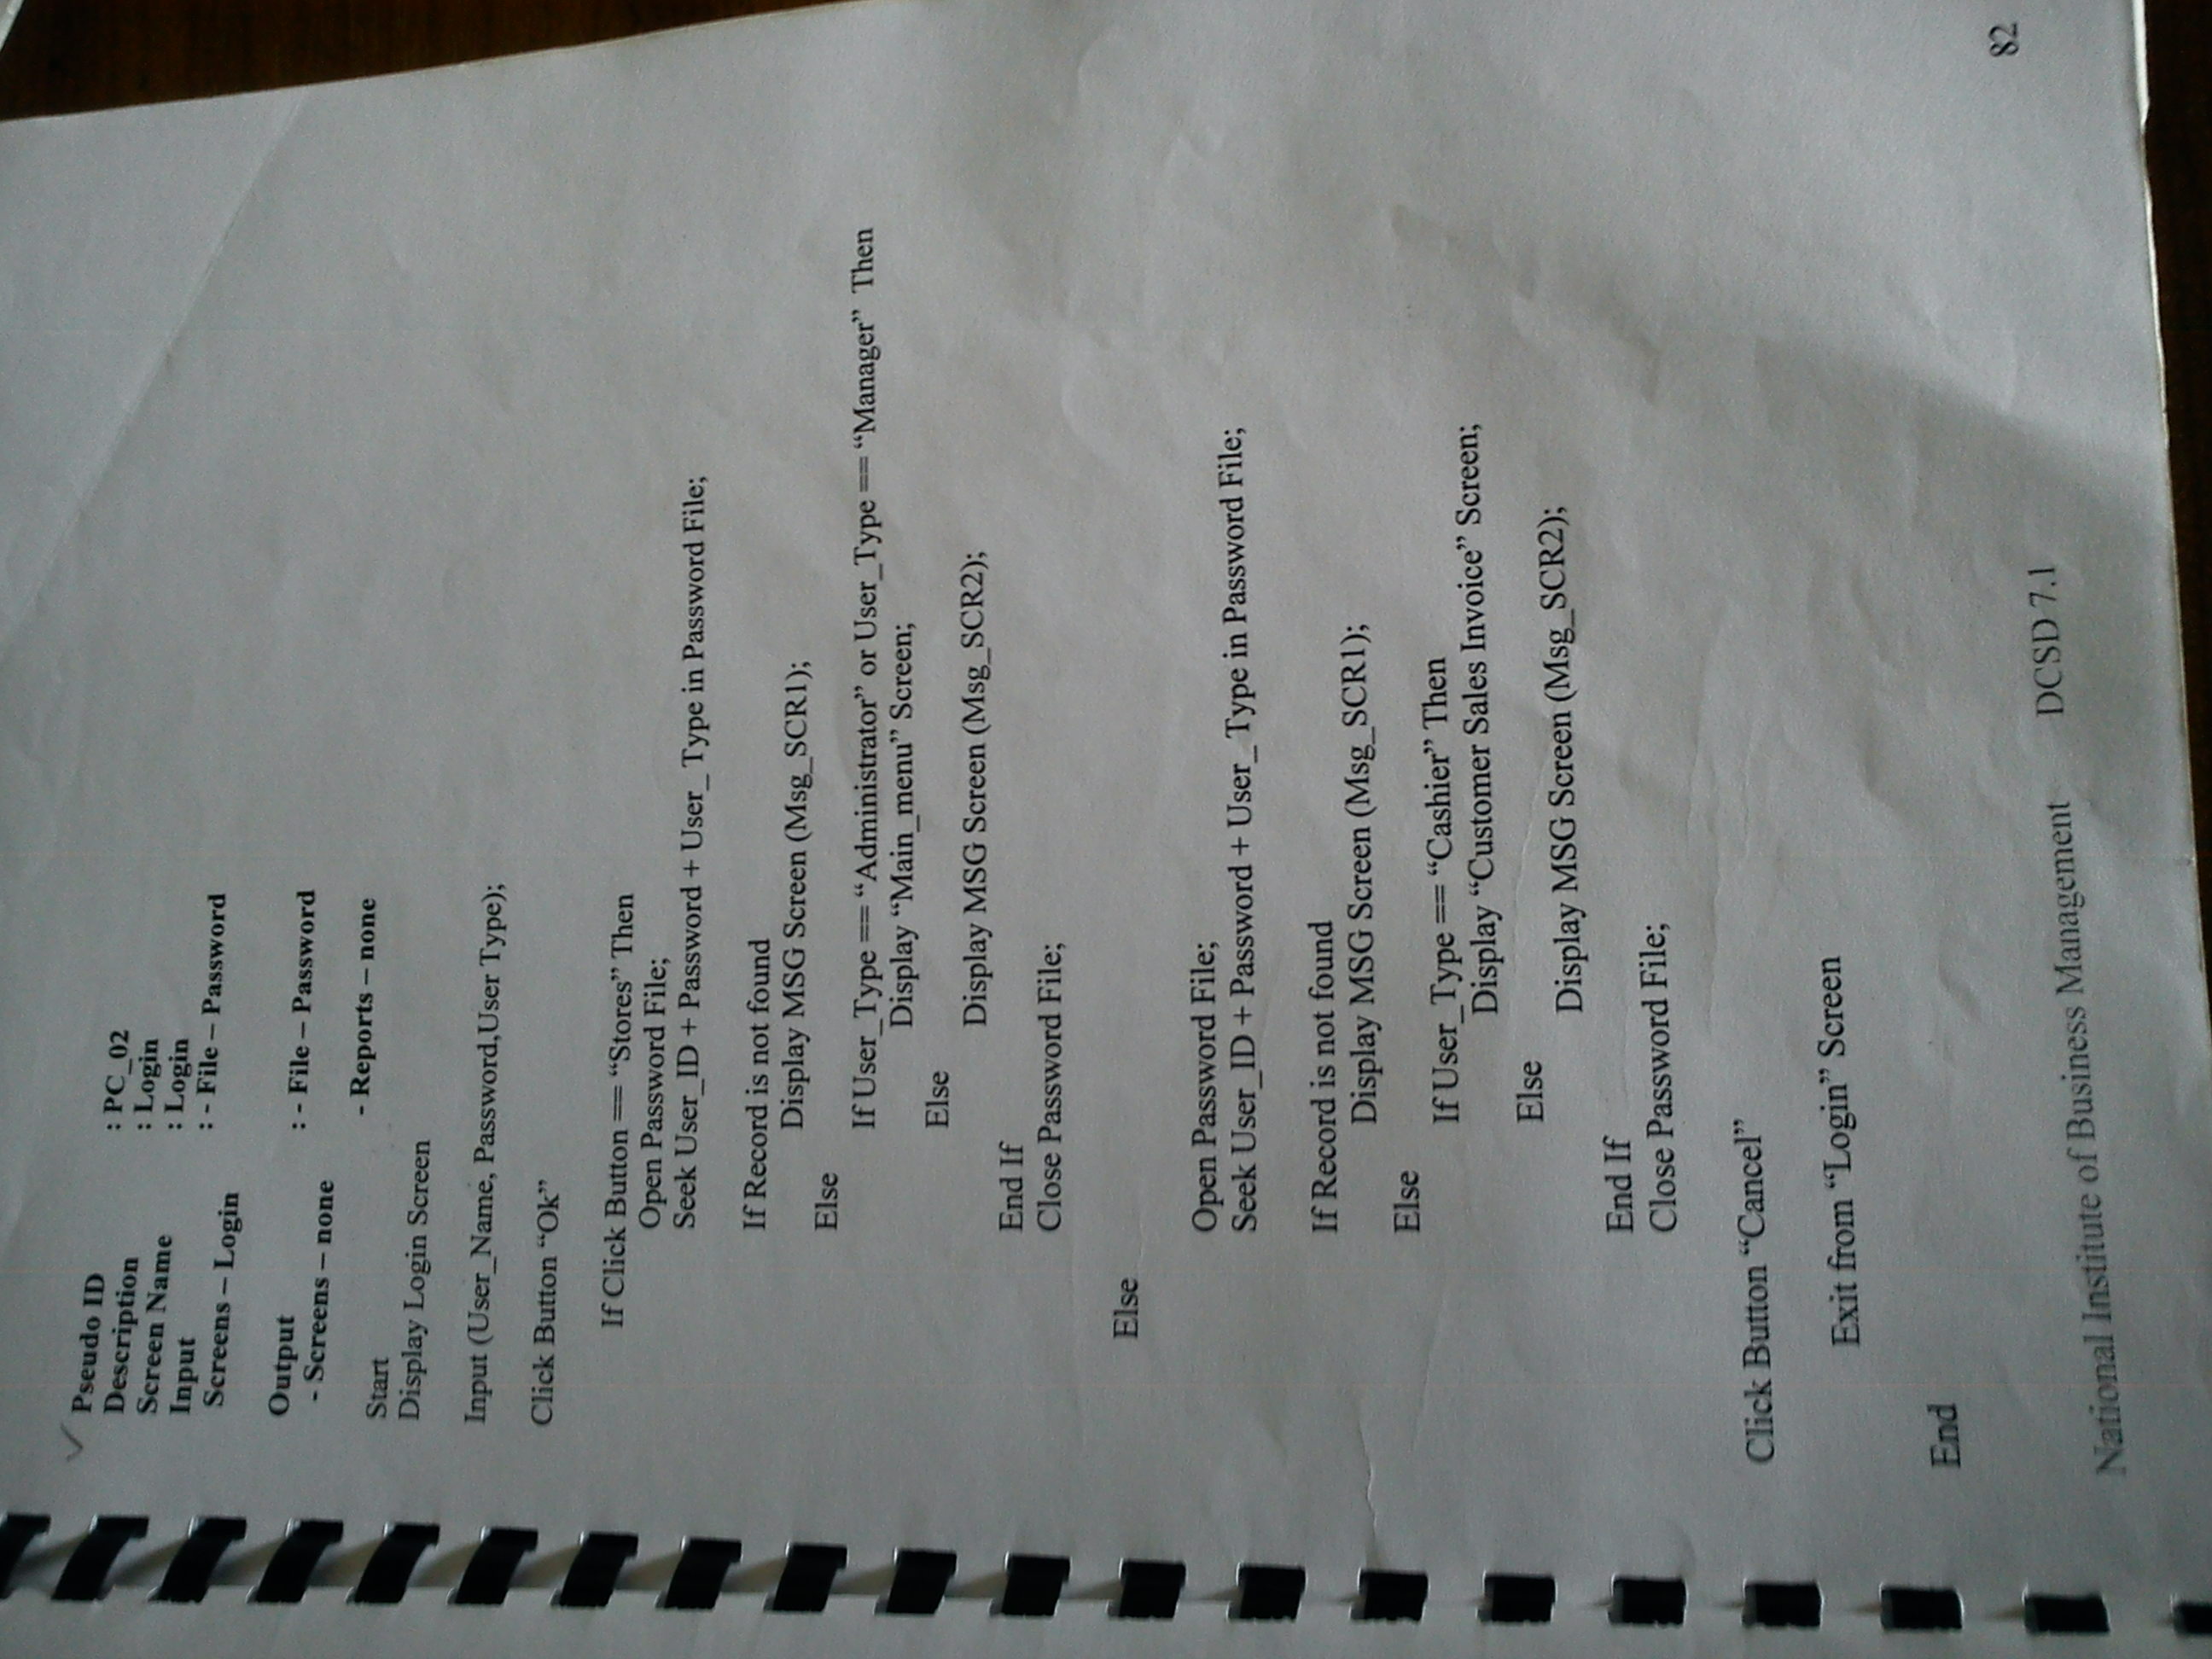 Pseudo ID : PC_02
Description : Login
Screen Name : Login
Input : - File – Password
Screens – Login
Output : - File – Password
- Screens – none
- Reports – none
Start
Display Login Screen
Input (User_Name, Password,User Type);
Click Button “Ok”
If Click Button == “Stores” Then
Open Password File;
Seek User_ID + Password + User_Type in Password File;
If Record is not found
Display MSG Screen (Msg_SCR1);
Else
If User_Type == “Administrator” or User_Type == “Manager” Then
Display “Main_menu” Screen;
Else
Display MSG Screen (Msg_SCR2);
End If
Close Password File;
Else
Open Password File;
Seek User_ID + Password + User_Type in Password File;
If Record is not found
Display MSG Screen (Msg_SCR1);
Else
If User_Type == “Cashier” Then
Display “Customer Sales Invoice” Screen;
Else
Display MSG Screen (Msg_SCR2);
End If
Close Password File;
Click Button “Cancel”
Exit from “Login” Screen
End
82
National Institute of Business Management DCSD 7.1